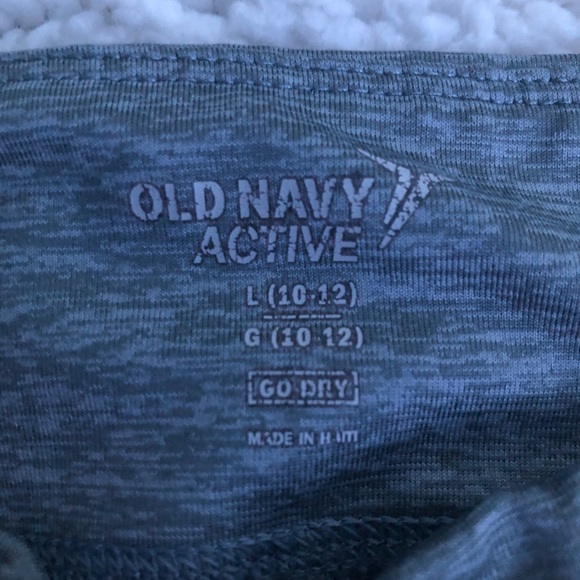 OLD NAVY
ACTIVE
L (10-12)
G (10-12)
GO DRY
MADE IN HAITI